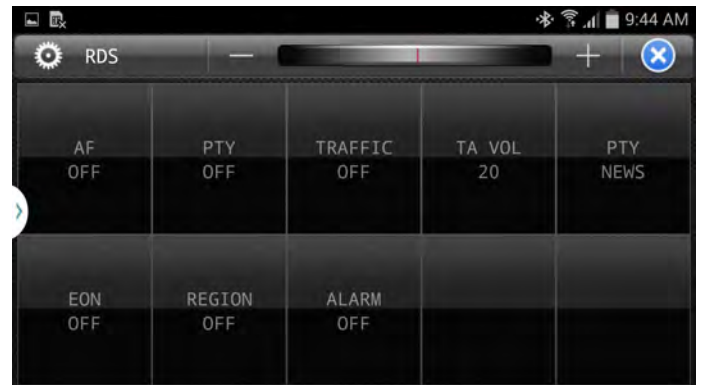 9:44 AM
RDS
AF PTY TRAFFIC TA VOL PTY
OFF OFF OFF 20 NEWS
EON REGION ALARM
OFF OFF OFF